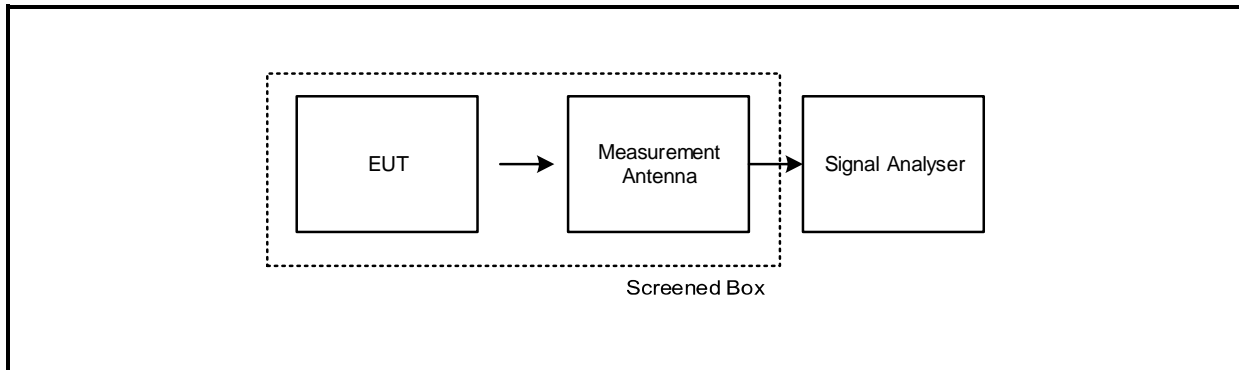 EUT
Measurement
Antenna
Signal Analyser
Screened Box